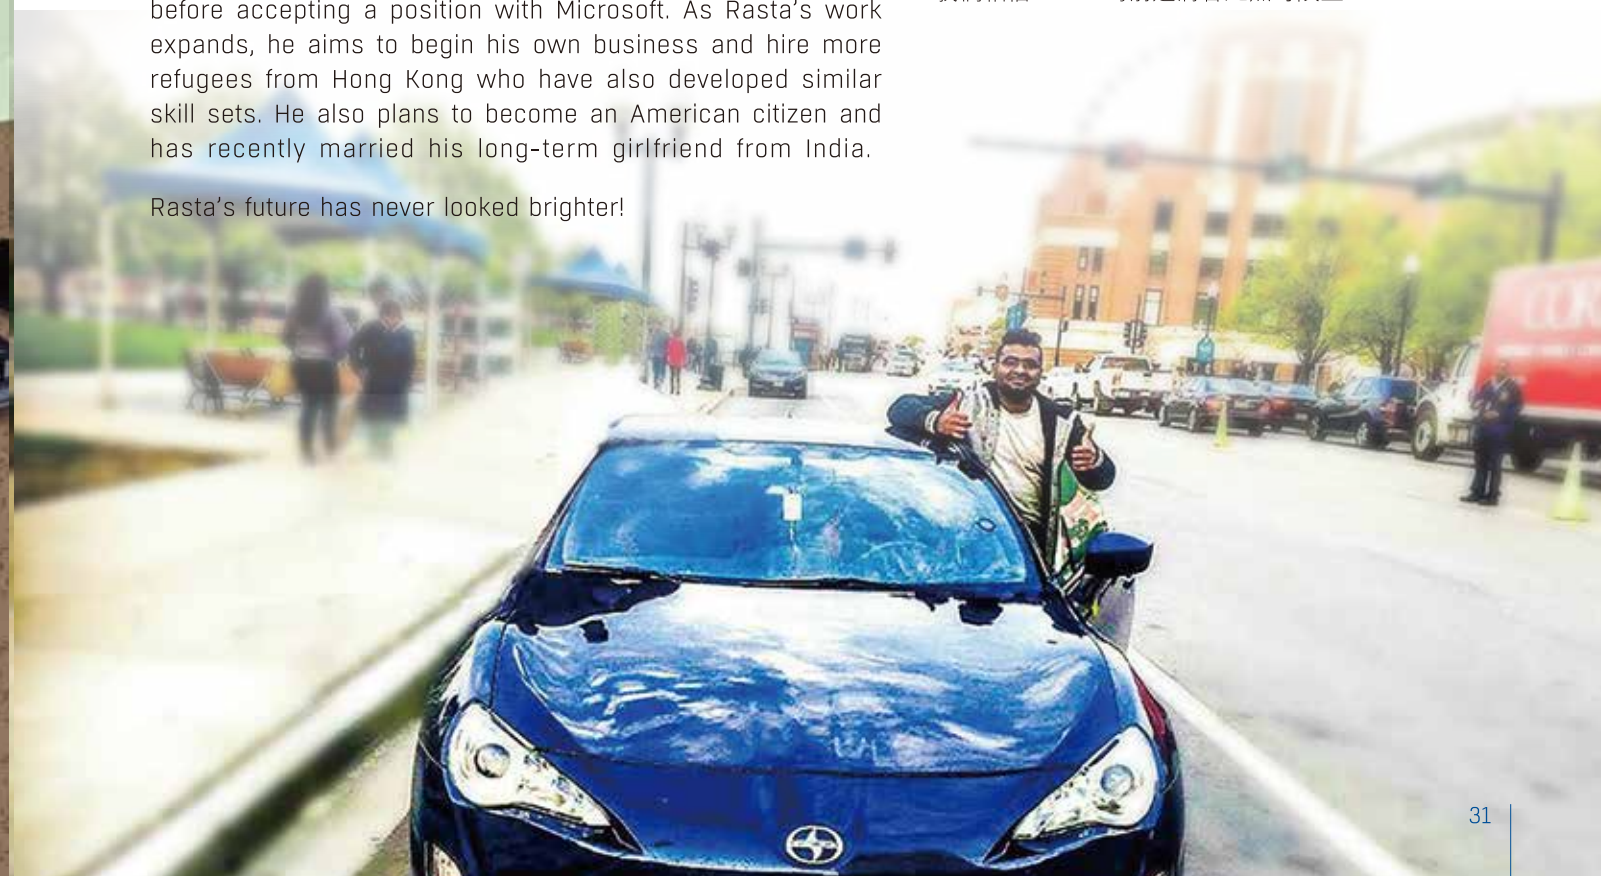 before accepting a position with Microsoft. As Rasta's work
expands, he aims to begin his own business and hire more
refugees from Hong Kong who have also developed similar
skill sets. He also plans to become an American citizen and
has recently married his long-term girlfriend from India.
Rasta's future has never looked brighter!
31